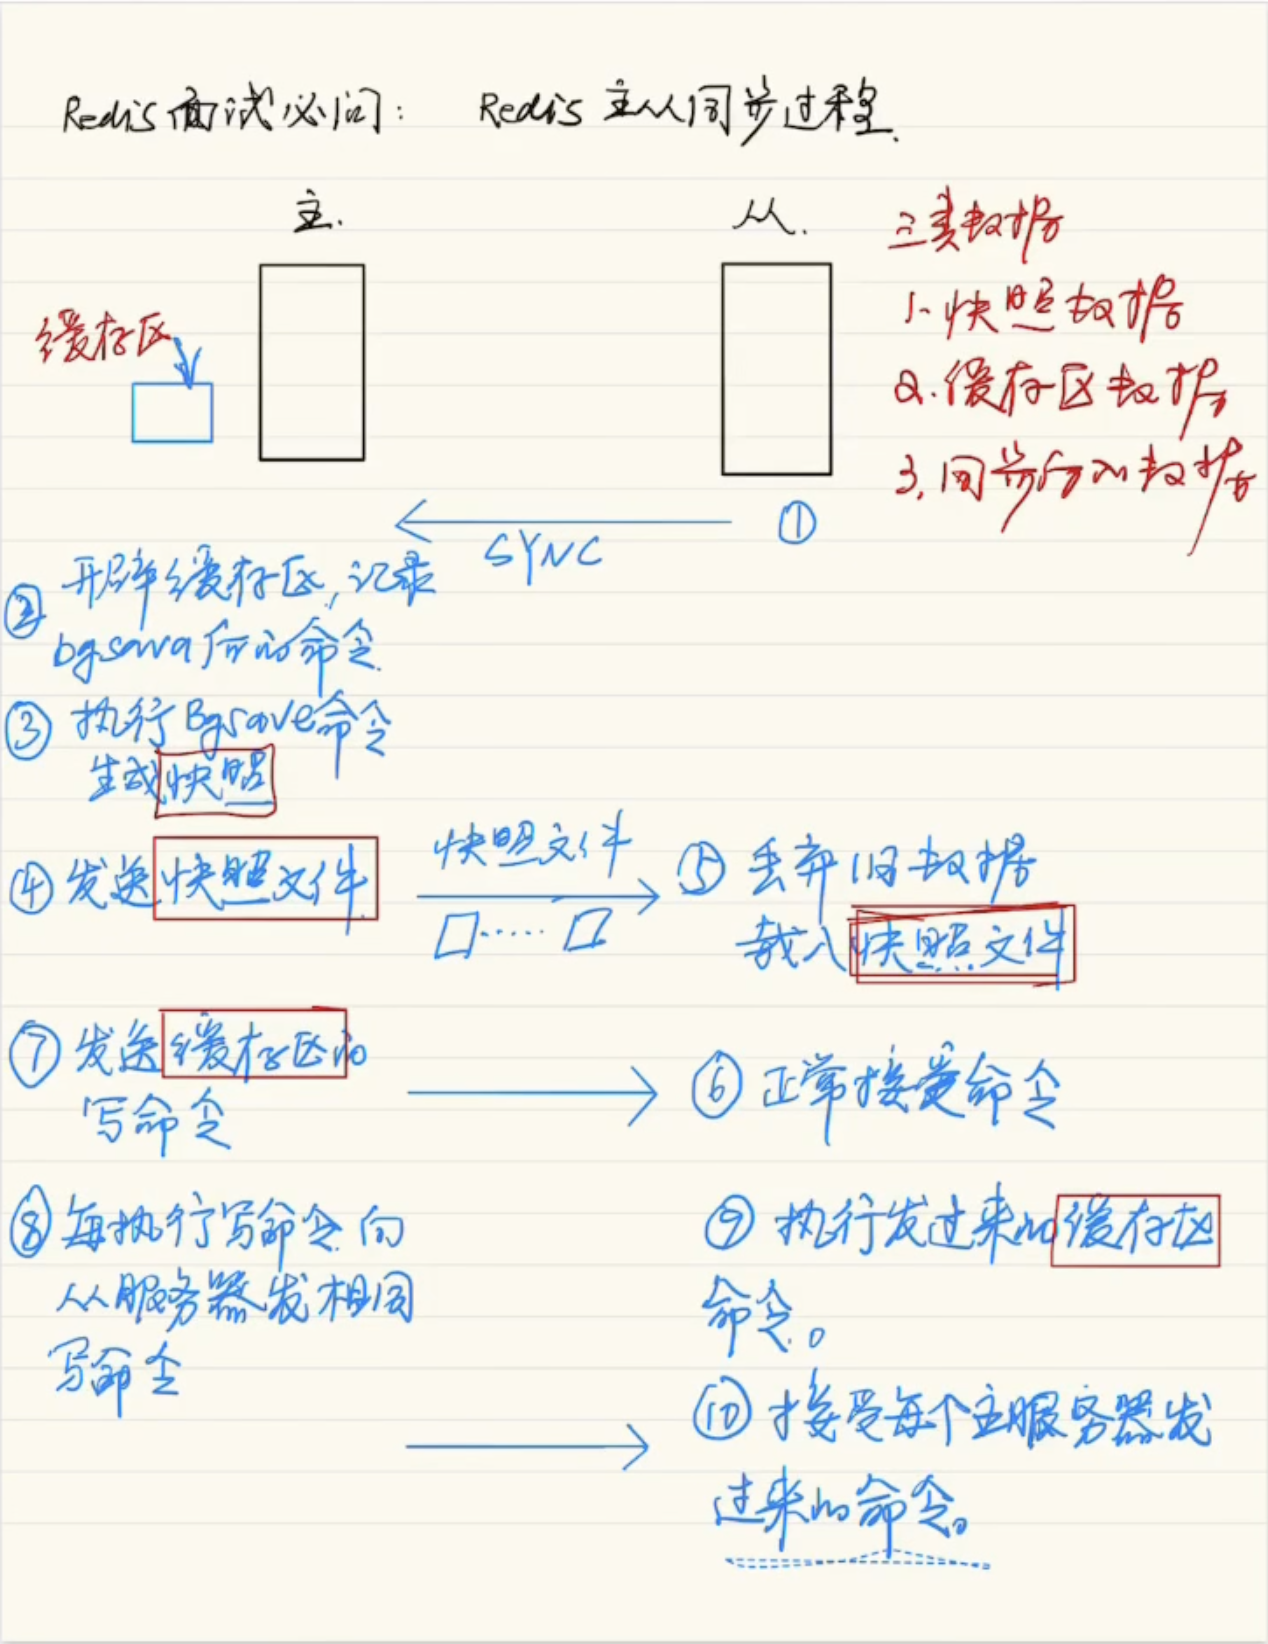 Redis面试必问: Redis 主从同步过程.
主.
从.
三类数据
1、快照数据
2.缓存区数据
3.同步后的数据
缓存区
①
SYNC
② 开辟缓存区,记录
bgsava后的命令.
③ 执行Bgsave命令
生成快照
④ 发送快照文件
快照文件
......
⑤ 丢弃旧数据
载入快照文件
⑦ 发送缓存区的
写命令
⑥ 正常接受命令
⑧ 每执行写命令.向
从服务器发相同
写命令
⑨ 执行发过来的缓存区
命令。
⑩ 接受每个主服务器发
过来的命令。